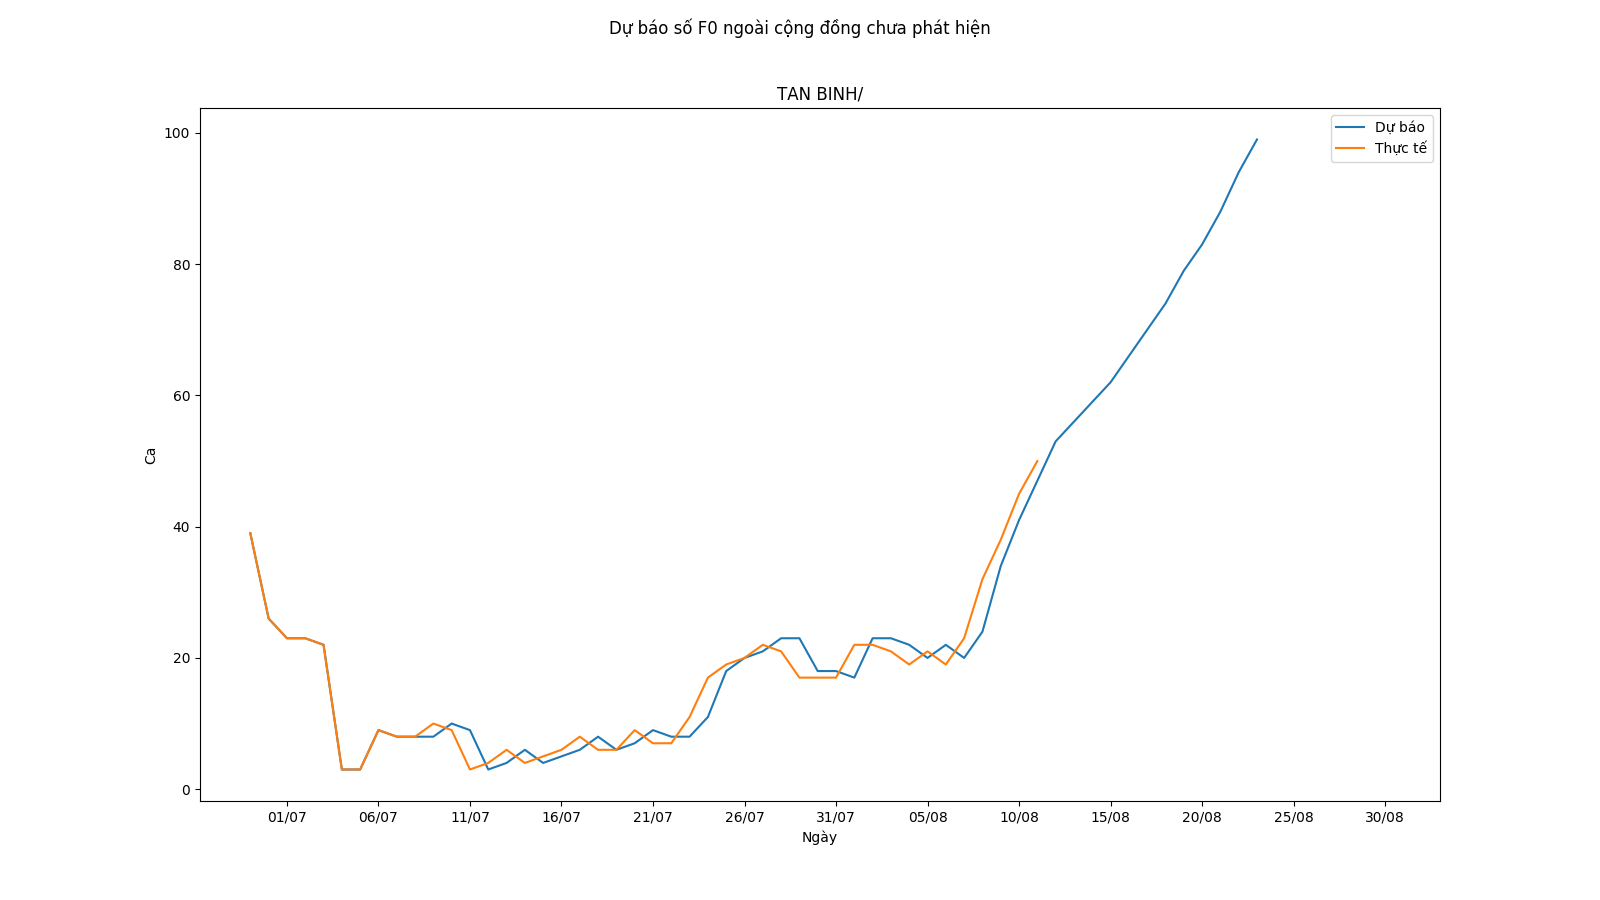 Dự báo số F0 ngoài cộng đồng chưa phát hiện
TAN BINH/
Dự báo
Thực tế
100
80
60
40
20
0
Ca
01/07 06/07 11/07 16/07 21/07 26/07 31/07 05/08 10/08 15/08 20/08 25/08 30/08
Ngày